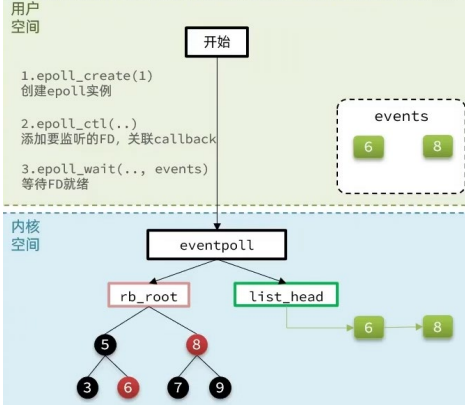 用户
空间
开始
1.epoll_create(1)
创建epoll实例
2.epoll_ctl(..)
添加要监听的FD，关联callback
3.epoll_wait(.., events)
等待FD就绪
events
6
8
内核
空间
eventpoll
rb_root
list_head
6
8
5
8
3
6
7
9